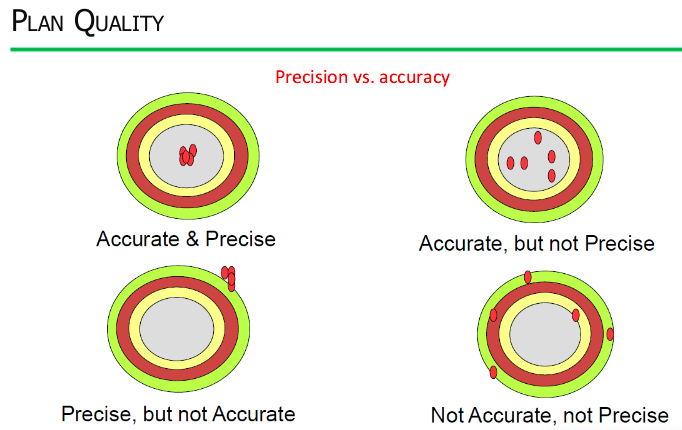 PLAN QUALITY
Precision vs. accuracy
Accurate & Precise
Accurate, but not Precise
Precise, but not Accurate
Not Accurate, not Precise